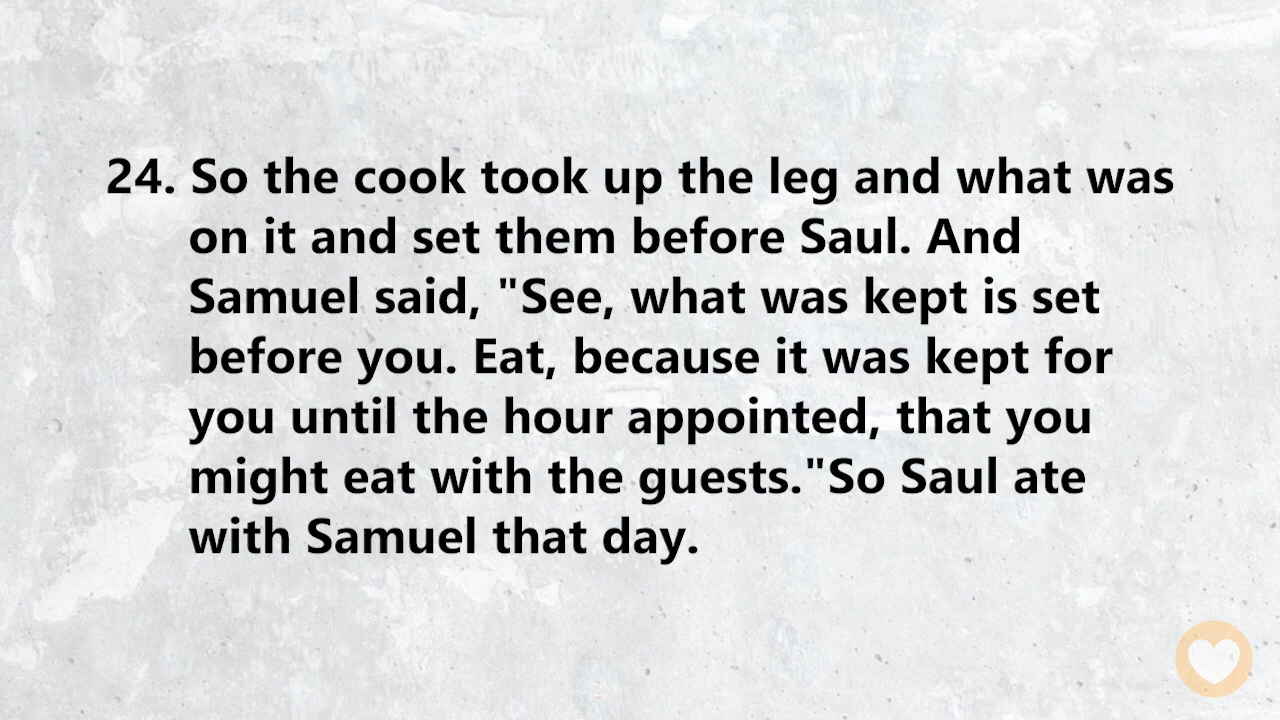 24. So the cook took up the leg and what was
on it and set them before Saul. And
Samuel said, "See, what was kept is set
before you. Eat, because it was kept for
you until the hour appointed, that you
might eat with the guests."So Saul ate
with Samuel that day.